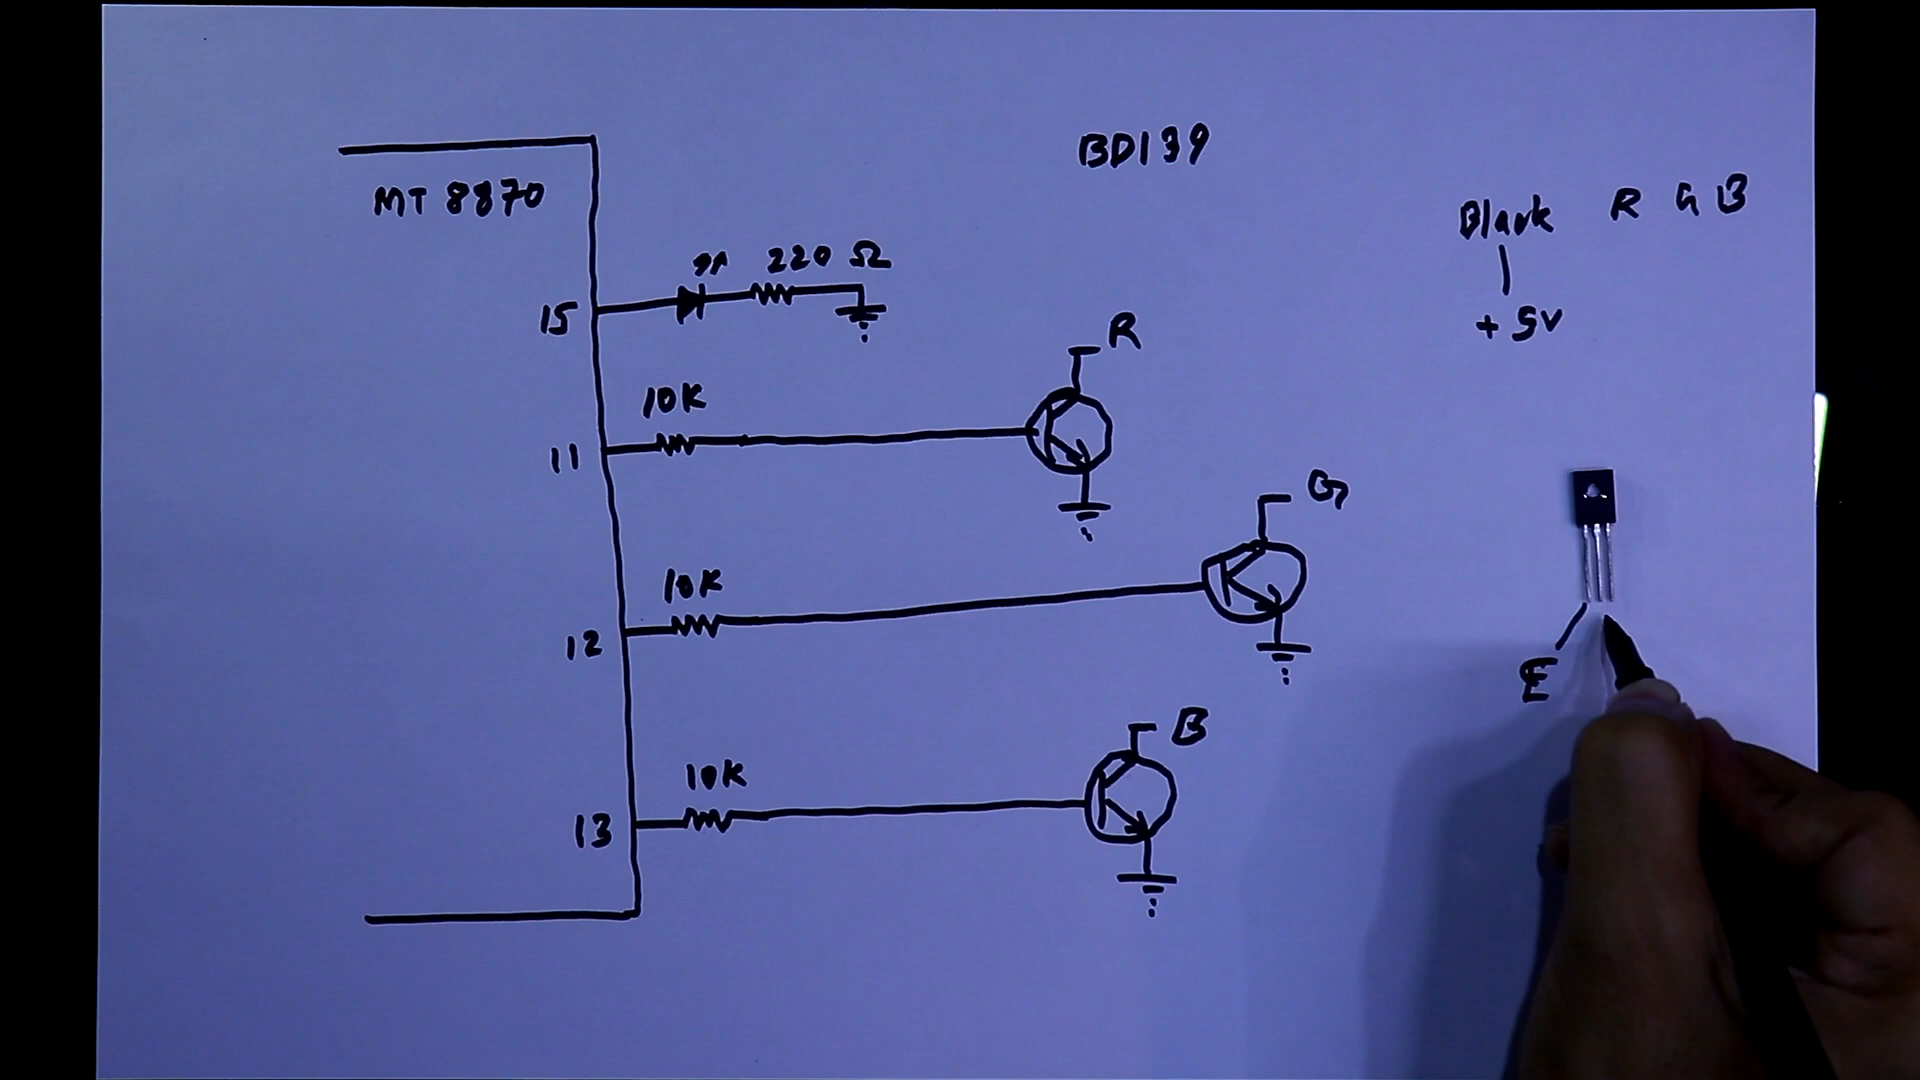 BD139
MT 8870
Black R G B
+5V
220 Ω
15
R
10K
11
G
10K
12
E
B
10K
13